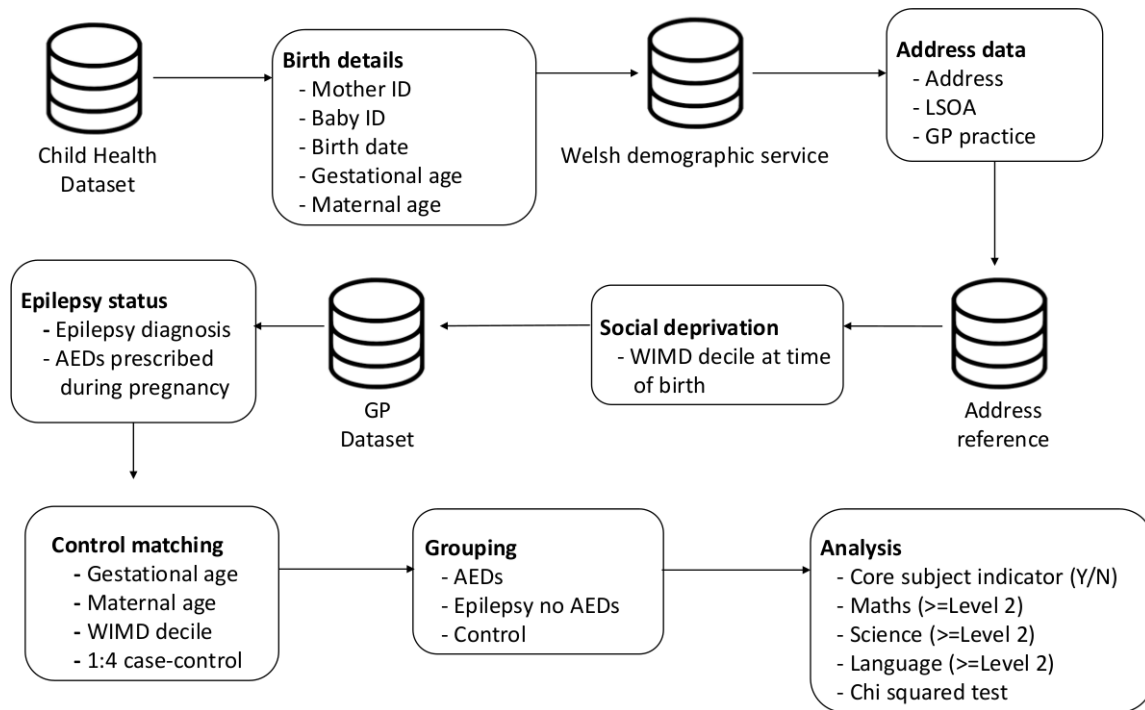 Child Health
Dataset
Birth details
- Mother ID
- Baby ID
- Birth date
- Gestational age
- Maternal age
Welsh demographic service
Address data
- Address
- LSOA
- GP practice
Epilepsy status
- Epilepsy diagnosis
- AEDs prescribed
during pregnancy
GP
Dataset
Social deprivation
- WIMD decile at time
of birth
Address
reference
Control matching
- Gestational age
- Maternal age
- WIMD decile
- 1:4 case-control
Grouping
- AEDs
- Epilepsy no AEDs
- Control
Analysis
- Core subject indicator (Y/N)
- Maths (>=Level 2)
- Science (>=Level 2)
- Language (>=Level 2)
- Chi squared test